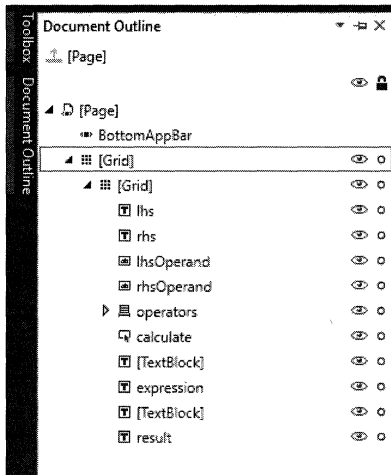 Toolbox
Document Outline
Document Outline
[Page]
[Page]
BottomAppBar
[Grid]
[Grid]
lhs
rhs
lhsOperand
rhsOperand
operators
calculate
[TextBlock]
expression
[TextBlock]
result